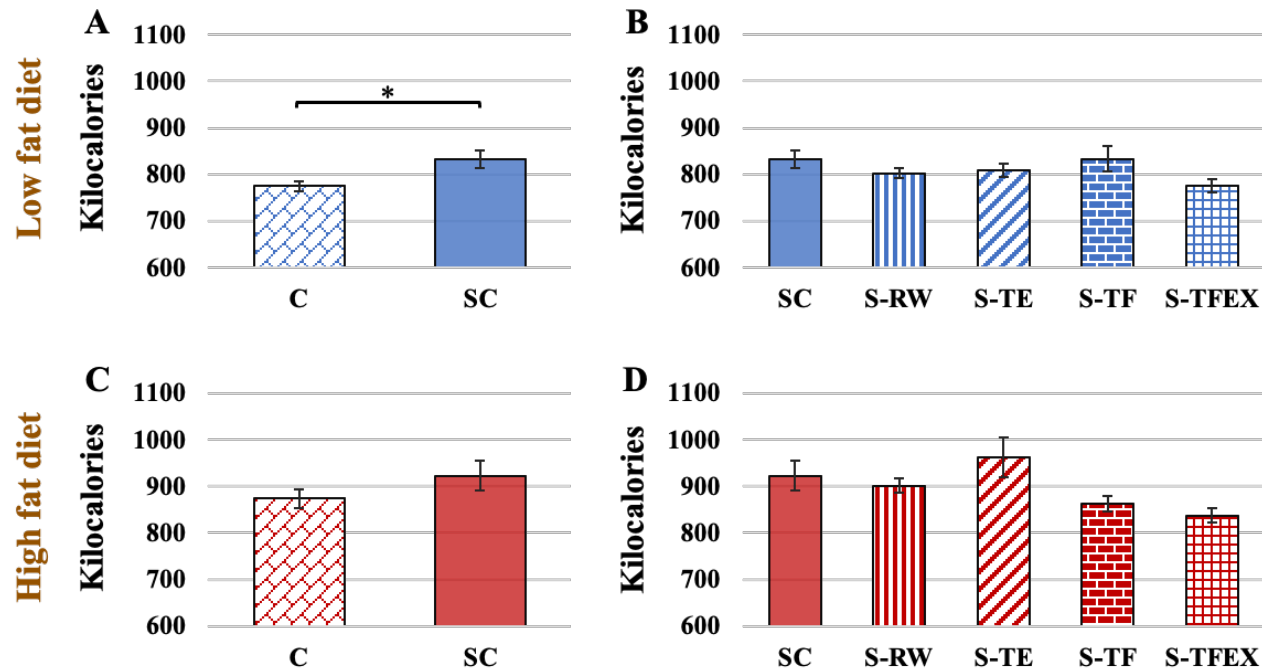 Low fat diet
A
Kilocalories
1100
1000
900
800
700
600
*
C SC
B
Kilocalories
1100
1000
900
800
700
600
SC S-RW S-TE S-TF S-TFEX
High fat diet
C
Kilocalories
1100
1000
900
800
700
600
C SC
D
Kilocalories
1100
1000
900
800
700
600
SC S-RW S-TE S-TF S-TFEX